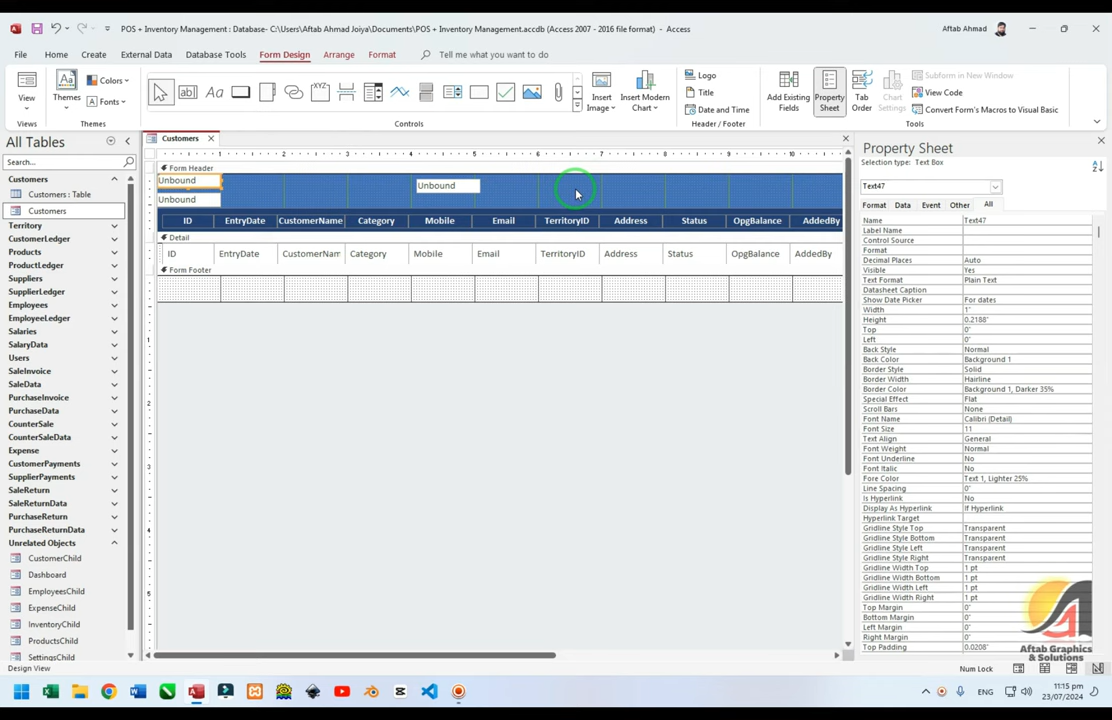 POS + Inventory Management : Database- C:\Users\Aftab Ahmad Joiya\Documents\POS + Inventory Management.accdb (Access 2007 - 2016 file format) - Access
Aftab Ahmad
File
Home
Create
External Data
Database Tools
Form Design
Arrange
Format
Tell me what you want to do
View
Themes
Colors
Fonts
Insert Image
Insert Modern Chart
Logo
Title
Date and Time
Add Existing Fields
Property Sheet
Tab Order
Chart Settings
Subform in New Window
View Code
Convert Form's Macros to Visual Basic
Views
Themes
Controls
Header / Footer
Tools
All Tables
Search...
Customers
Customers : Table
Customers
Territory
CustomerLedger
Products
ProductLedger
Suppliers
SupplierLedger
Employees
EmployeeLedger
Salaries
SalaryData
Users
SaleInvoice
SaleData
PurchaseInvoice
PurchaseData
CounterSale
CounterSaleData
Expense
CustomerPayments
SupplierPayments
SaleReturn
SaleReturnData
PurchaseReturn
PurchaseReturnData
Unrelated Objects
CustomerChild
Dashboard
EmployeesChild
ExpenseChild
InventoryChild
ProductsChild
SettingsChild
Customers
1 2 3 4 5 6 7 8 9 10
Form Header
Unbound
Unbound
Unbound
ID EntryDate CustomerName Category Mobile Email TerritoryID Address Status OpgBalance AddedBy
Detail
ID EntryDate CustomerNam Category Mobile Email TerritoryID Address Status OpgBalance AddedBy
Form Footer
Property Sheet
Selection type: Text Box
Text47
Format Data Event Other All
Name Text47
Label Name
Control Source
Format
Decimal Places Auto
Visible Yes
Text Format Plain Text
Datasheet Caption
Show Date Picker For dates
Width 1"
Height 0.2188"
Top 0"
Left 0"
Back Style Normal
Back Color Background 1
Border Style Solid
Border Width Hairline
Border Color Background 1, Darker 35%
Special Effect Flat
Scroll Bars None
Font Name Calibri (Detail)
Font Size 11
Text Align General
Font Weight Normal
Font Underline No
Font Italic No
Fore Color Text 1, Lighter 25%
Line Spacing 0"
Is Hyperlink No
Display As Hyperlink If Hyperlink
Hyperlink Target
Gridline Style Top Transparent
Gridline Style Bottom Transparent
Gridline Style Left Transparent
Gridline Style Right Transparent
Gridline Width Top 1 pt
Gridline Width Bottom 1 pt
Gridline Width Left 1 pt
Gridline Width Right 1 pt
Top Margin 0"
Bottom Margin 0"
Left Margin 0"
Right Margin 0"
Top Padding 0.0208"
Aftab Graphics
& Solutions
Design View
Num Lock
ENG
11:15 pm
23/07/2024